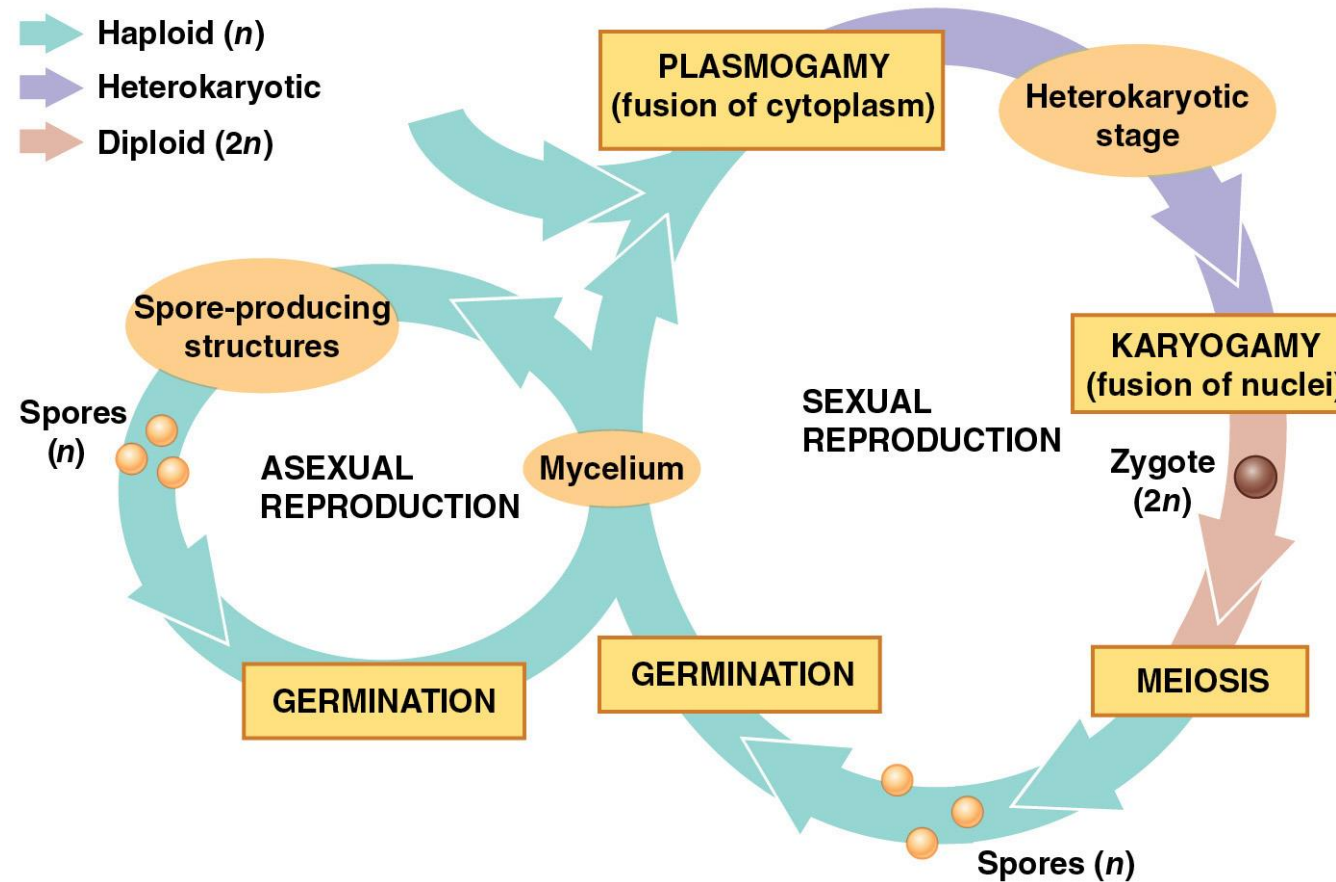 Haploid (n)
Heterokaryotic
Diploid (2n)
PLASMOGAMY
(fusion of cytoplasm)
Heterokaryotic
stage
Spore-producing
structures
KARYOGAMY
(fusion of nuclei)
Spores
(n)
ASEXUAL
REPRODUCTION
Mycelium
SEXUAL
REPRODUCTION
Zygote
(2n)
GERMINATION
GERMINATION
MEIOSIS
Spores (n)